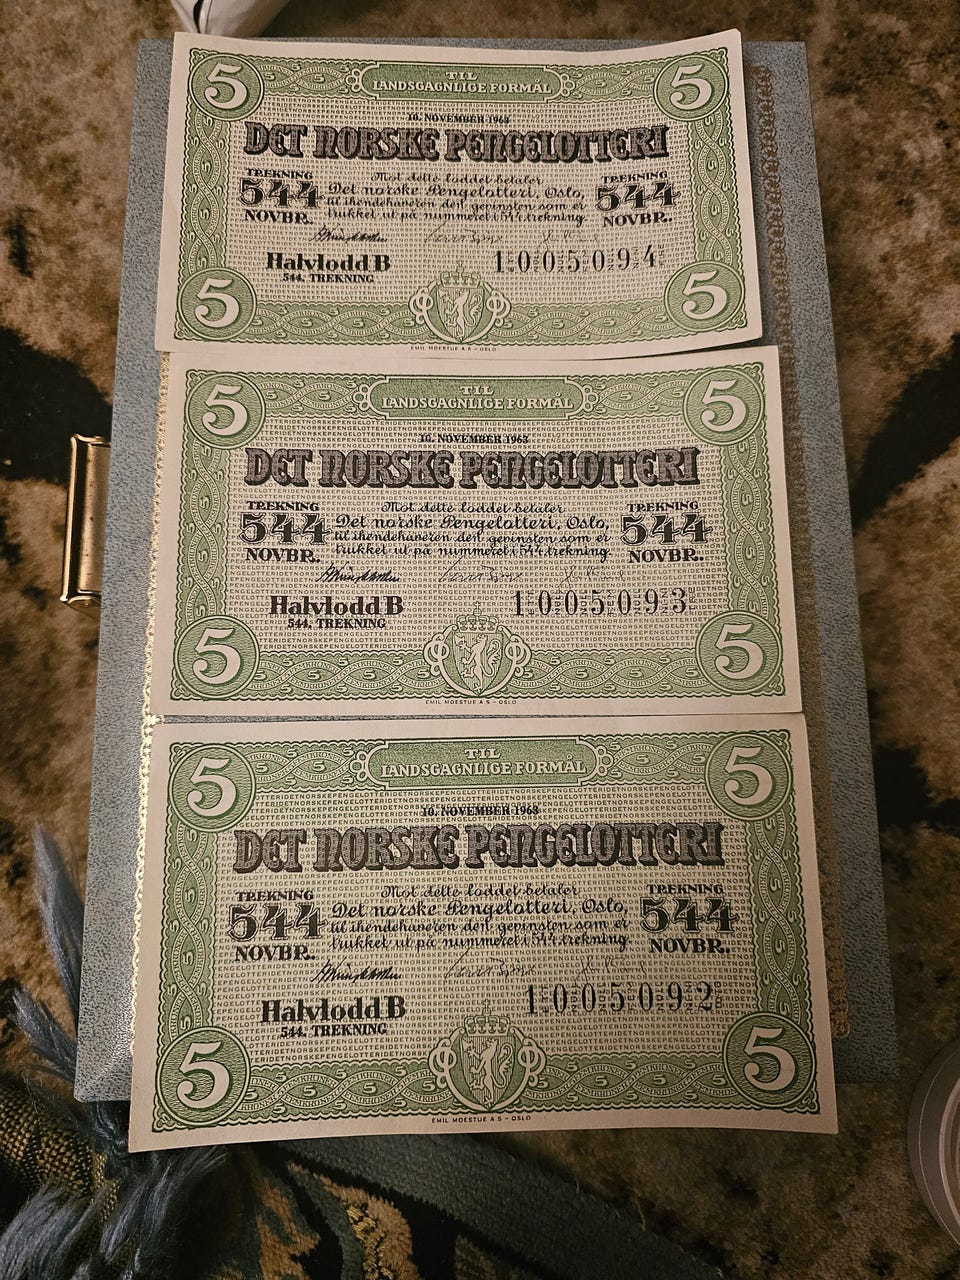 5
TIL
LANDSGAGNLIGE FORMÅL
5
10. NOVEMBER 1963
DET NORSKE PENGELOTTERI
TREKNING
544
NOVBR.
Mot dette loddet betaler
Det norske Pengelotteri, Oslo,
til ihendehaveren den gevinsten som er
trukket ut på nummeret i 544 trekning.
TREKNING
544
NOVBR.
Halvlodd B
544. TREKNING
1005094
5
5
EMIL MOESTUE A S - OSLO
5
TIL
LANDSGAGNLIGE FORMÅL
5
10. NOVEMBER 1963
DET NORSKE PENGELOTTERI
TREKNING
544
NOVBR.
Mot dette loddet betaler
Det norske Pengelotteri, Oslo,
til ihendehaveren den gevinsten som er
trukket ut på nummeret i 544 trekning.
TREKNING
544
NOVBR.
Halvlodd B
544. TREKNING
1005093
5
5
EMIL MOESTUE A S - OSLO
5
TIL
LANDSGAGNLIGE FORMÅL
5
10. NOVEMBER 1963
DET NORSKE PENGELOTTERI
TREKNING
544
NOVBR.
Mot dette loddet betaler
Det norske Pengelotteri, Oslo,
til ihendehaveren den gevinsten som er
trukket ut på nummeret i 544 trekning.
TREKNING
544
NOVBR.
Halvlodd B
544. TREKNING
1005092
5
5
EMIL MOESTUE A S - OSLO